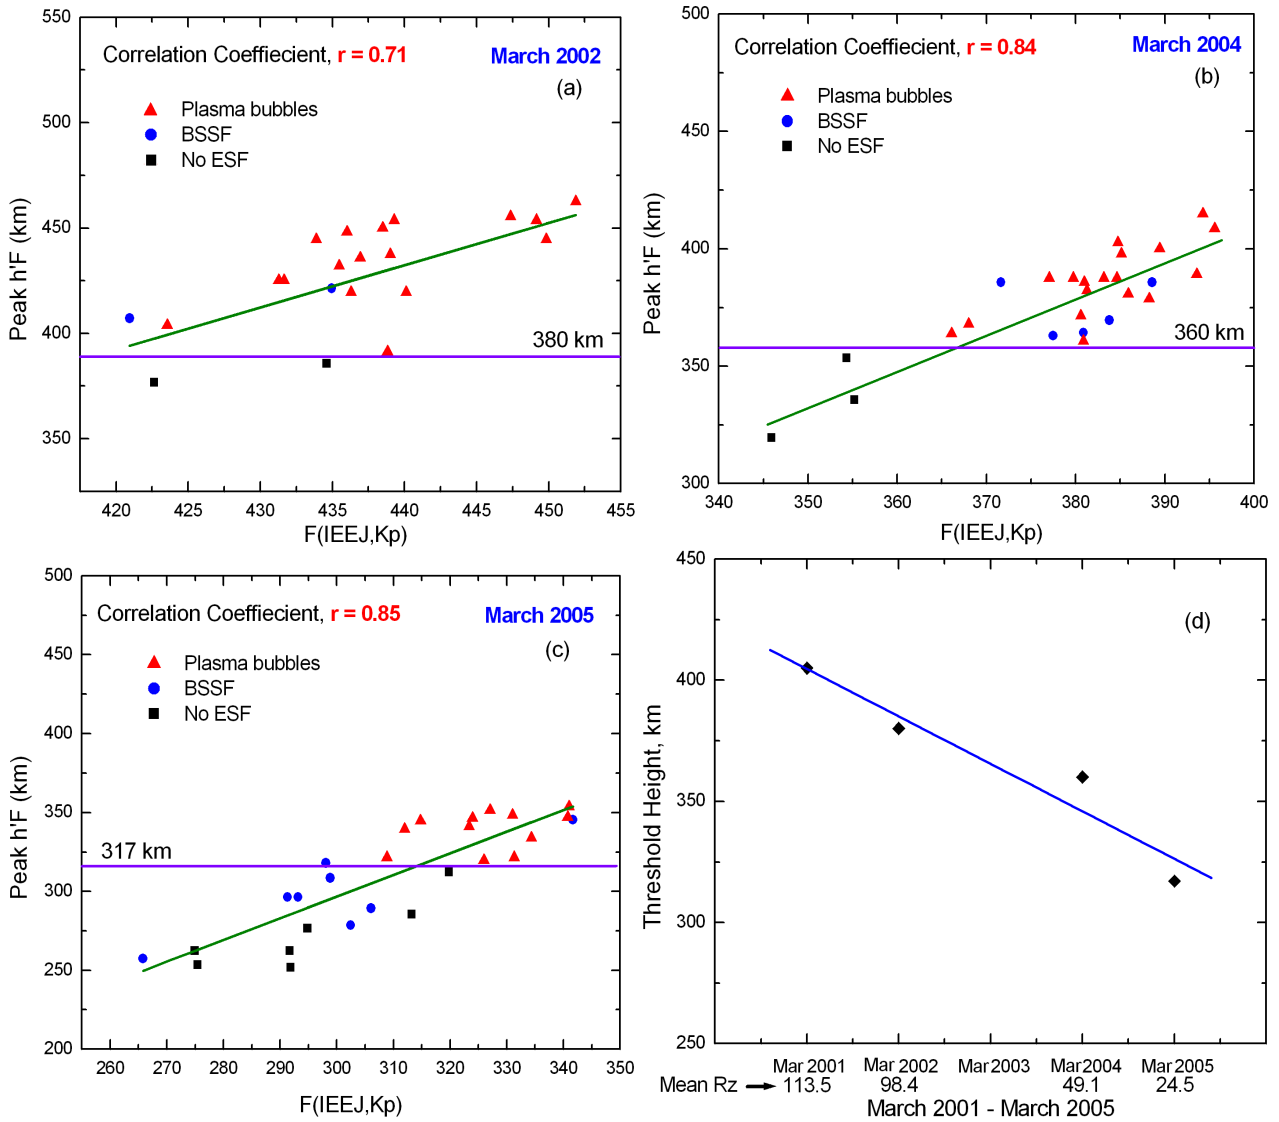 Correlation Coeffiecient, r = 0.71
March 2002
(a)
Plasma bubbles
BSSF
No ESF
550
500
450
400
350
380 km
Peak h'F (km)
420 425 430 435 440 445 450 455
F(IEEJ,Kp)
Correlation Coeffiecient, r = 0.84
March 2004
(b)
Plasma bubbles
BSSF
No ESF
500
450
400
350
300
360 km
Peak h'F (km)
340 350 360 370 380 390 400
F(IEEJ,Kp)
Correlation Coeffiecient, r = 0.85
March 2005
(c)
Plasma bubbles
BSSF
No ESF
500
450
400
350
300
250
200
317 km
Peak h'F (km)
260 270 280 290 300 310 320 330 340 350
F(IEEJ,Kp)
(d)
450
400
350
300
250
Threshold Height, km
Mar 2001 Mar 2002 Mar 2003 Mar 2004 Mar 2005
Mean Rz → 113.5 98.4 49.1 24.5
March 2001 - March 2005